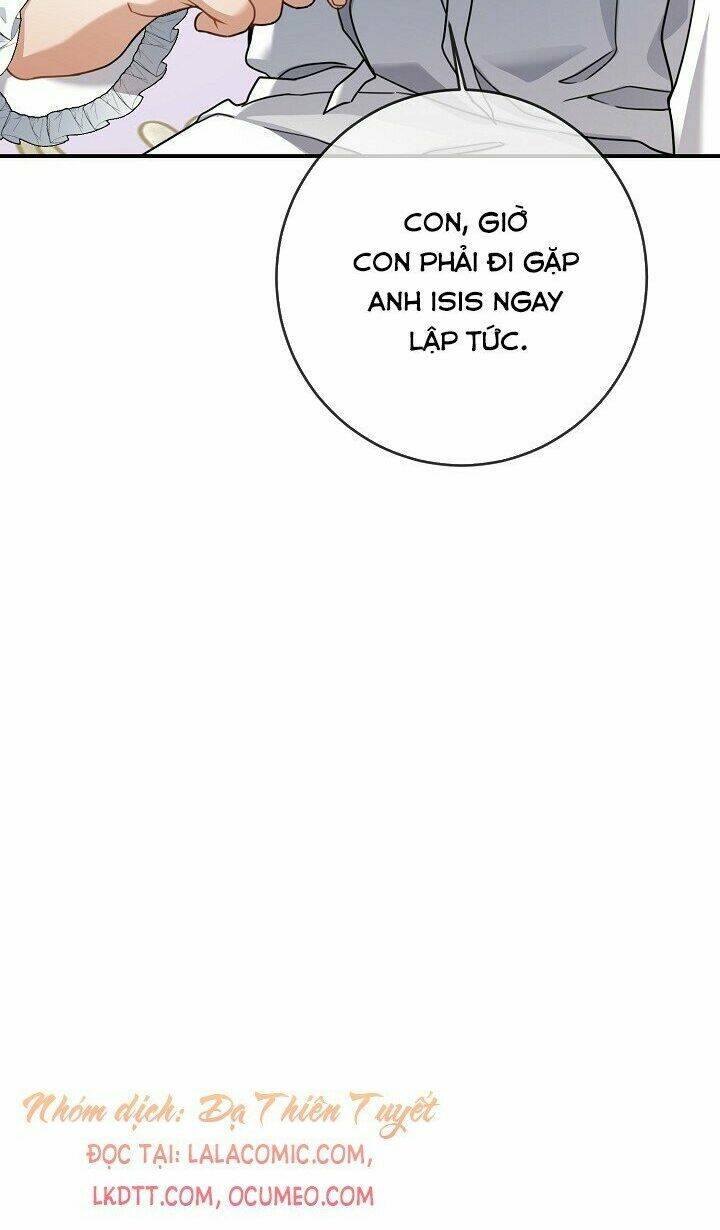 CON, GIỜ
CON PHẢI ĐI GẶP
ANH ISIS NGAY
LẬP TỨC.
Nhóm dịch: Dạ Thiên Tuyết
ĐỌC TẠI: LALACOMIC.COM,
LKDTT.COM, OCUMEO.COM